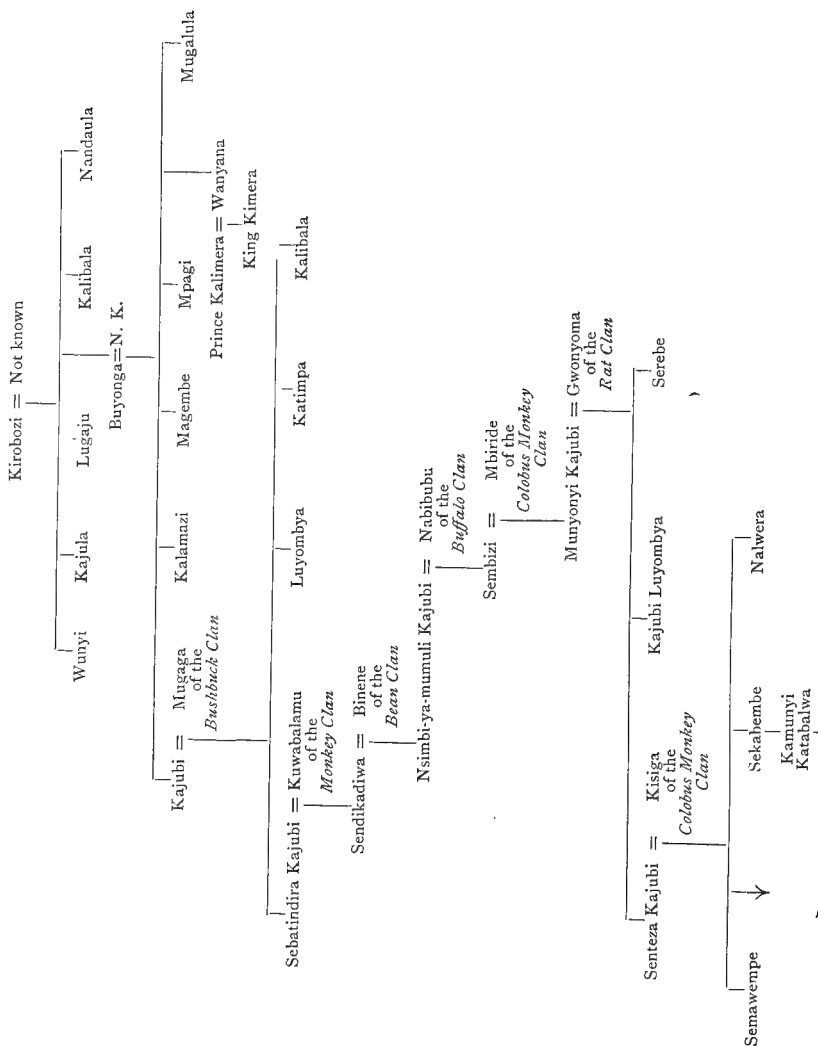 Kirobozi = Not known
Wunyi Kajula Lugaju Kalibala Nandaula
Buyonga=N. K.
Kajubi = Mugaga
of the
Bushbuck Clan
Kalamazi Magembe Mpagi Mugalula
Prince Kalimera = Wanyana
King Kimera
Sebatindira Kajubi = Kuwabalamu
of the
Monkey Clan
Luyombya Katimpa Kalibala
Sendikadiwa = Binene
of the
Bean Clan
Nsimbi-ya-mumuli Kajubi = Nabibubu
of the
Buffalo Clan
Sembizi = Mbiride
of the
Colobus Monkey
Clan
Munyonyi Kajubi = Gwonyoma
of the
Rat Clan
Senteza Kajubi = Kisiga
of the
Colobus Monkey
Clan
Kajubi Luyombya Serebe
Semawempe Sekabembe Nalwera
Kamunyi
Katabalwa